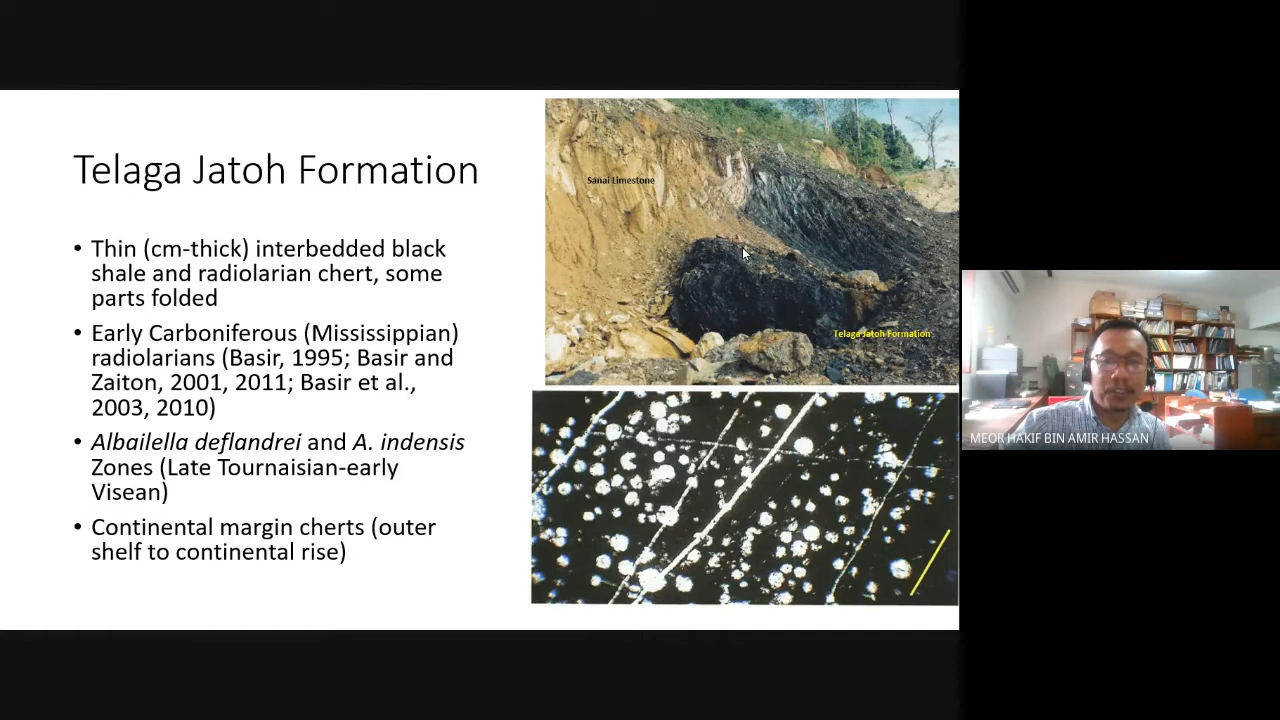 Telaga Jatoh Formation
• Thin (cm-thick) interbedded black
shale and radiolarian chert, some
parts folded
• Early Carboniferous (Mississippian)
radiolarians (Basir, 1995; Basir and
Zaiton, 2001, 2011; Basir et al.,
2003, 2010)
• Albailella deflandrei and A. indensis
Zones (Late Tournaisian-early
Visean)
• Continental margin cherts (outer
shelf to continental rise)
Sanai Limestone
Telaga Jatoh Formation
MEOR HAKIF BIN AMIR HASSAN